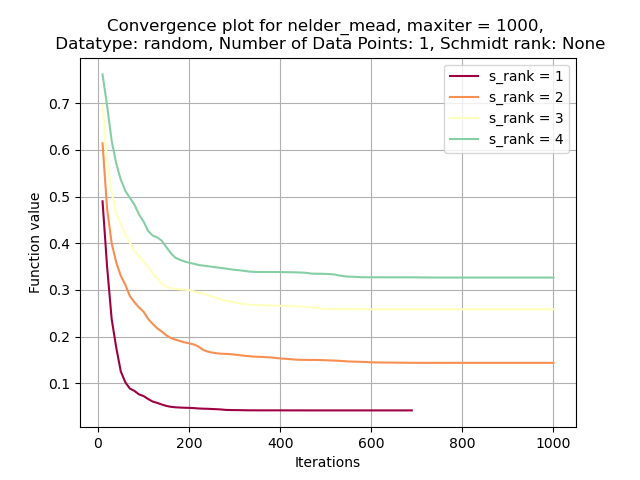 Convergence plot for nelder_mead, maxiter = 1000,
Datatype: random, Number of Data Points: 1, Schmidt rank: None
s_rank = 1
s_rank = 2
s_rank = 3
s_rank = 4
Function value
0.7
0.6
0.5
0.4
0.3
0.2
0.1
0 200 400 600 800 1000
Iterations